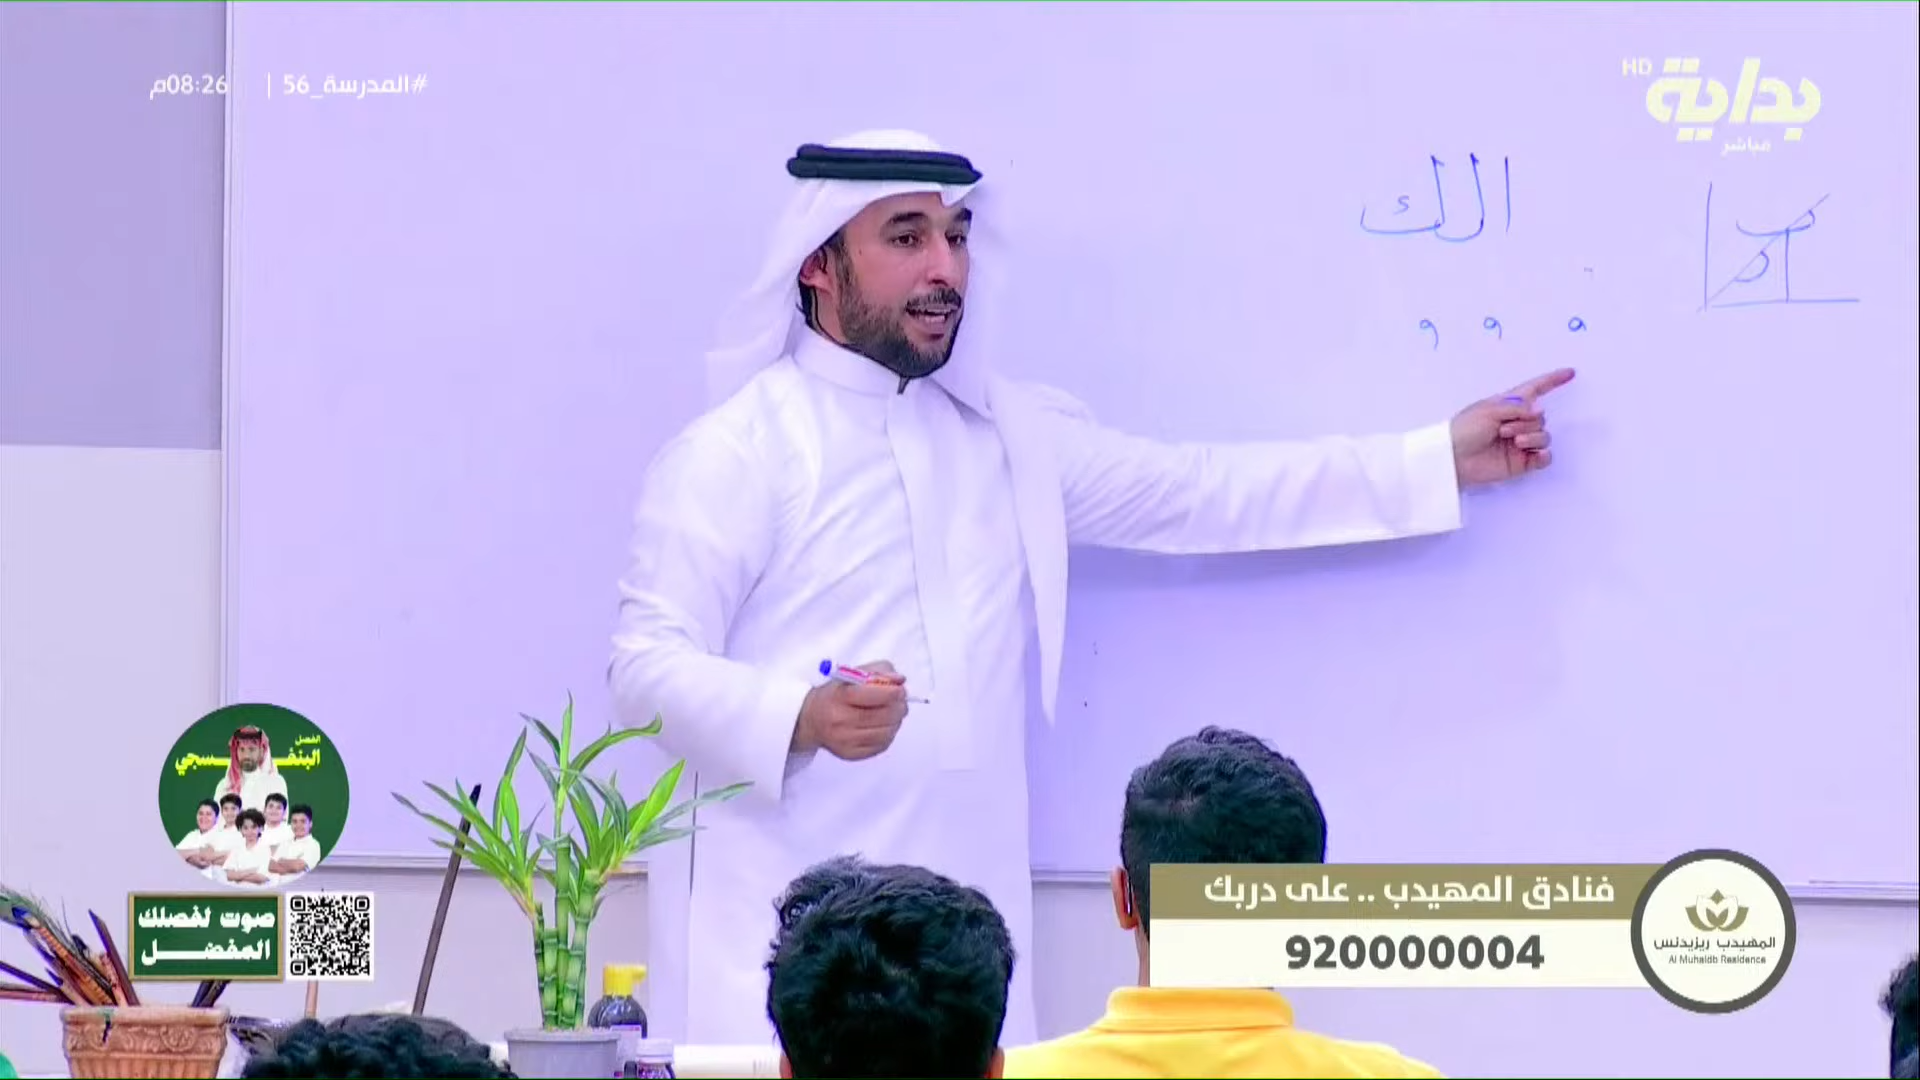 بداية
HD
مباشر
#المدرسة_56 | 08:26م
الك
و و ه
الفصل
البنفسجي
صوت لفصلك
المفضل
فنادق المهيدب .. على دربك
920000004
المهيدب ريزيدنس
Al Muhaidb Residence